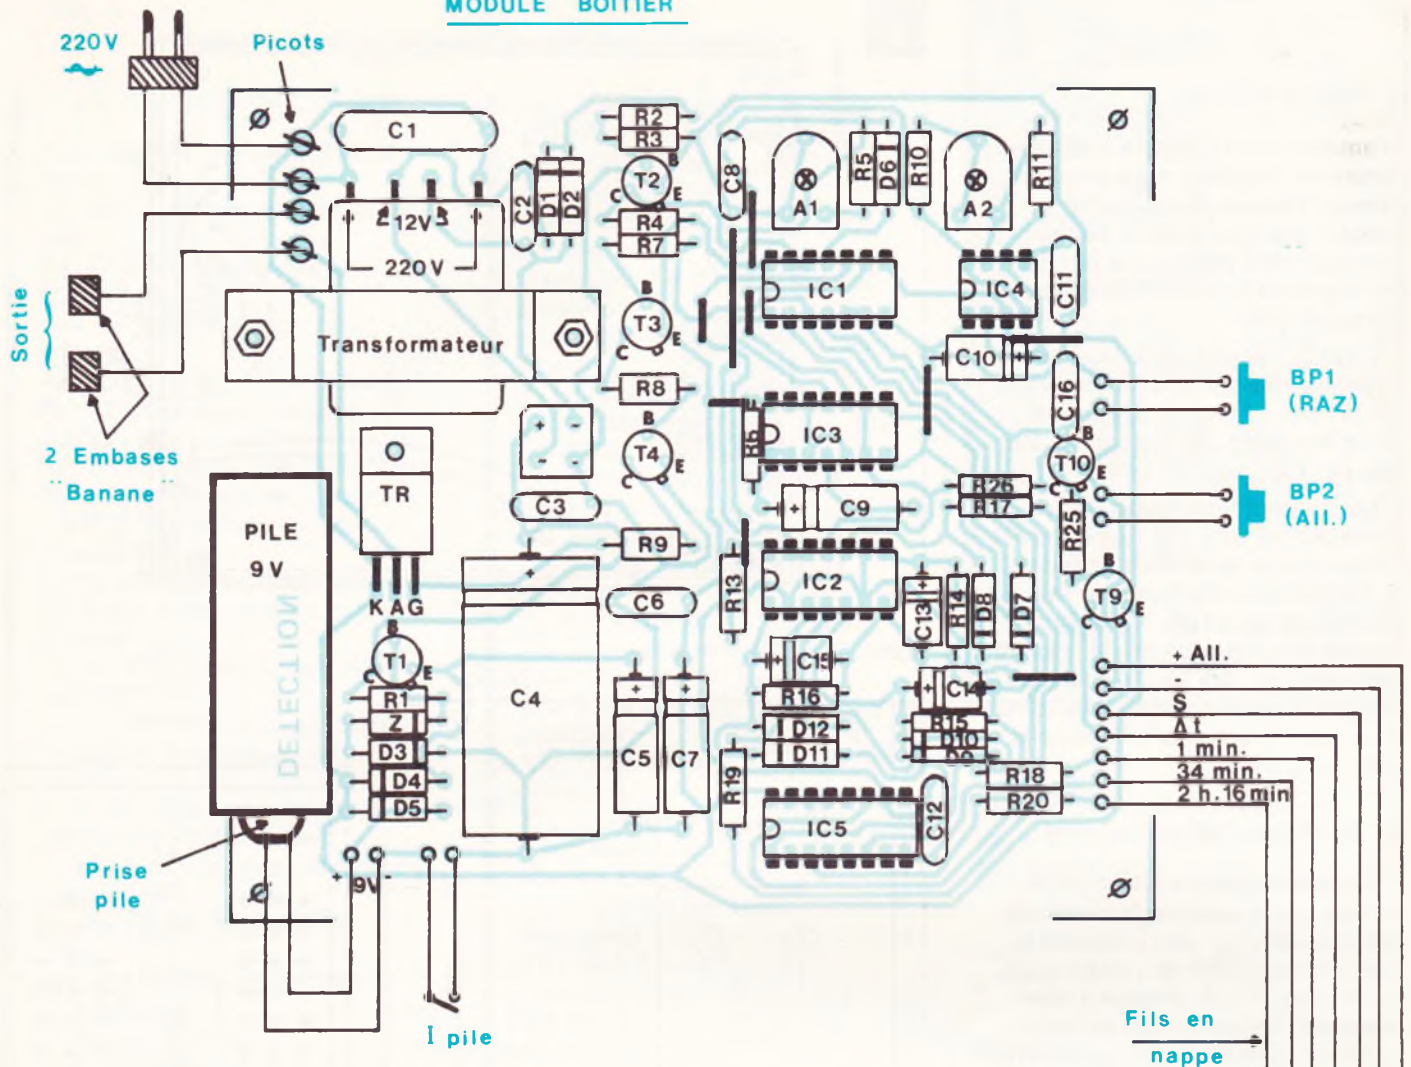 MODULE BOITIER
220V
~
Picots
C1
R2
R3
B
T2
C
E
R4
R7
C2
D1
D2
C8
A1
R5
D6
R10
A2
R11
12V
220V
IC1
IC4
C11
Sortie
Transformateur
B
T3
C
E
C10
+
R8
C16
BP1
(RAZ)
2 Embases
"Banane"
+ -
~ ~
B
T4
C
E
R6
IC3
B
T10
C
E
TR
C3
R26
R17
+
C9
R25
BP2
(All.)
PILE
9V
R9
K A G
+
C4
C6
R13
IC2
+
C13
R14
D8
D7
B
T9
C
E
DETECTION
B
T1
C
E
R1
Z
D3
D4
D5
+
C5
+
C7
+
C15
R16
D12
D11
R19
+
C14
R15
D10
D9
R18
R20
IC5
C12
+ All.
-
S
Δt
1 min.
34 min.
2 h.16min
Prise
pile
+ 9V -
I pile
Fils en
nappe